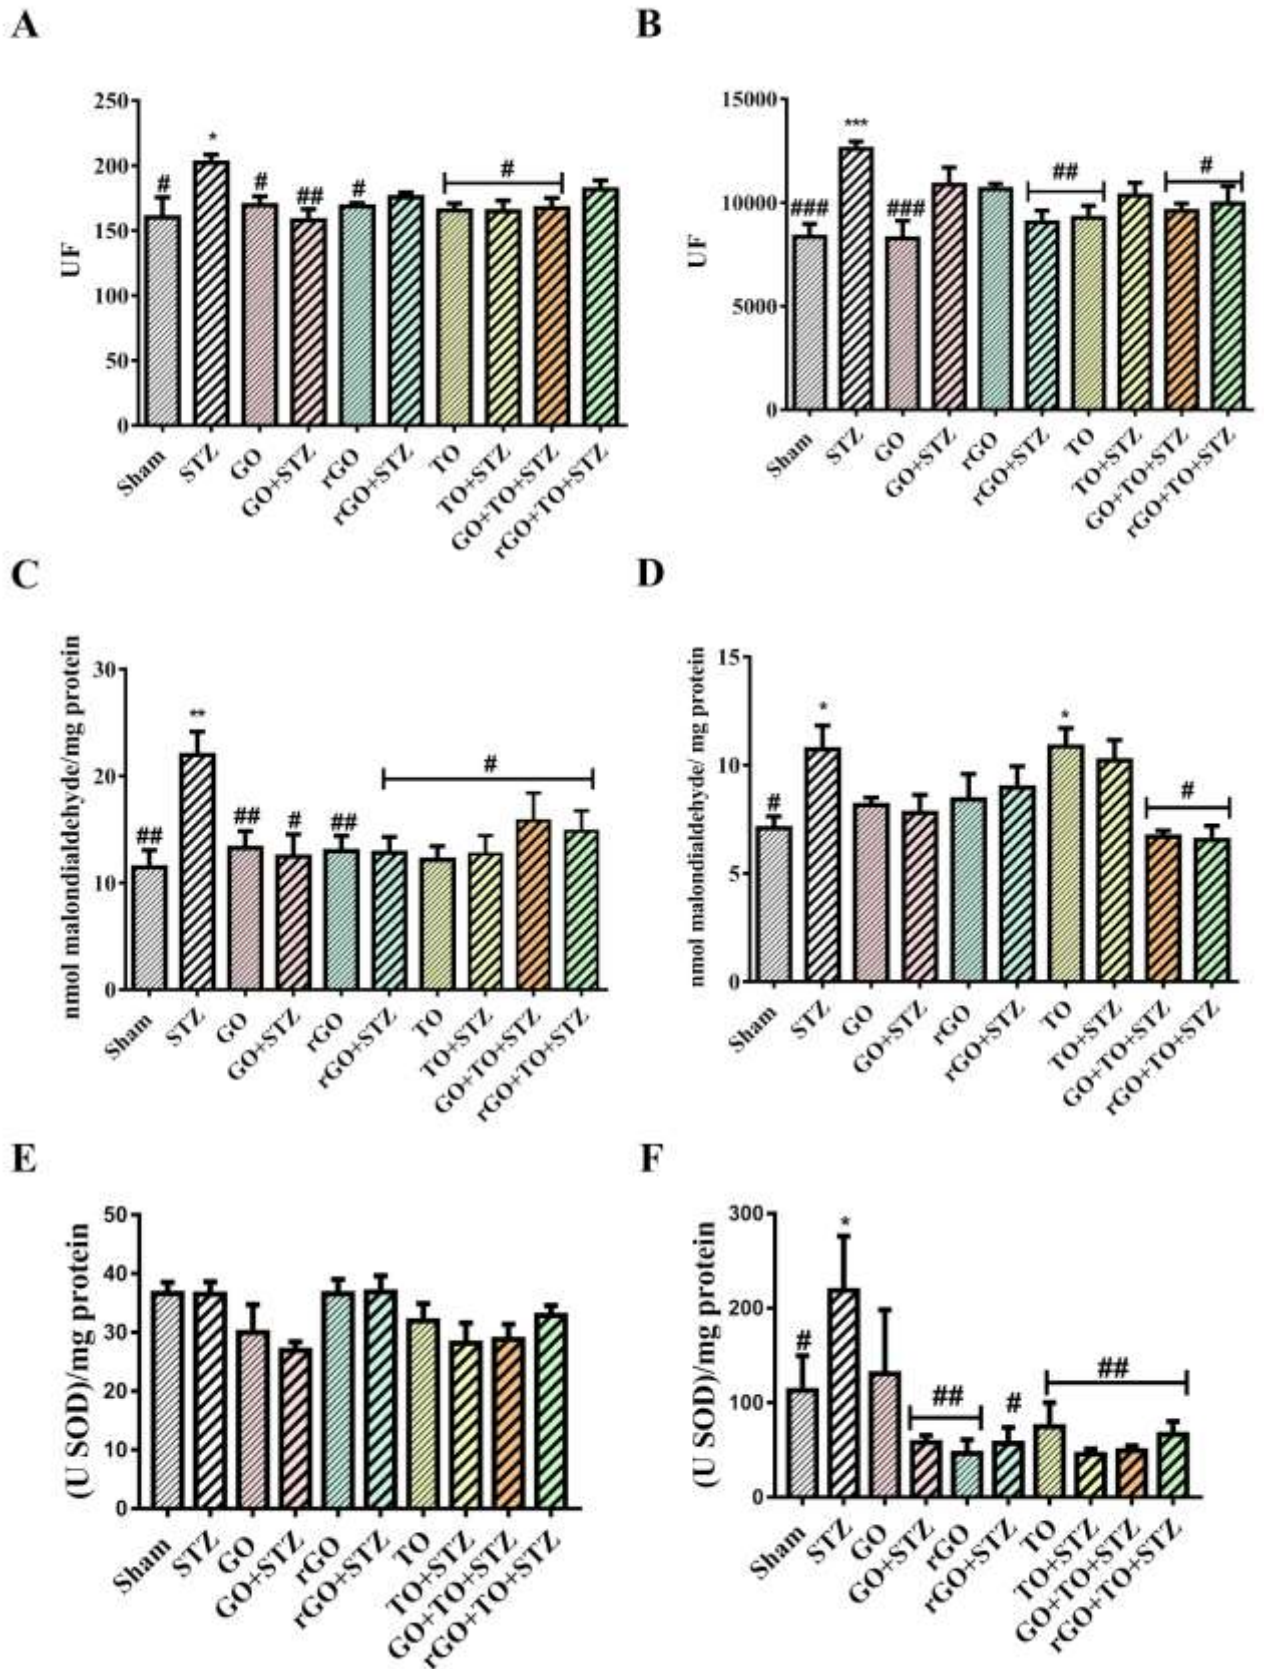 A
UF
250
200
150
100
50
0
*
#
#
##
#
#
Sham
STZ
GO
GO+STZ
rGO
rGO+STZ
TO
TO+STZ
GO+TO+STZ
rGO+TO+STZ
B
UF
15000
10000
5000
0
***
###
###
##
#
Sham
STZ
GO
GO+STZ
rGO
rGO+STZ
TO
TO+STZ
GO+TO+STZ
rGO+TO+STZ
C
nmol malondialdehyde/mg protein
30
20
10
0
**
##
##
#
##
#
Sham
STZ
GO
GO+STZ
rGO
rGO+STZ
TO
TO+STZ
GO+TO+STZ
rGO+TO+STZ
D
nmol malondialdehyde/ mg protein
15
10
5
0
#
*
*
#
Sham
STZ
GO
GO+STZ
rGO
rGO+STZ
TO
TO+STZ
GO+TO+STZ
rGO+TO+STZ
E
(U SOD)/mg protein
50
40
30
20
10
0
Sham
STZ
GO
GO+STZ
rGO
rGO+STZ
TO
TO+STZ
GO+TO+STZ
rGO+TO+STZ
F
(U SOD)/mg protein
300
200
100
0
#
*
##
#
##
Sham
STZ
GO
GO+STZ
rGO
rGO+STZ
TO
TO+STZ
GO+TO+STZ
rGO+TO+STZ